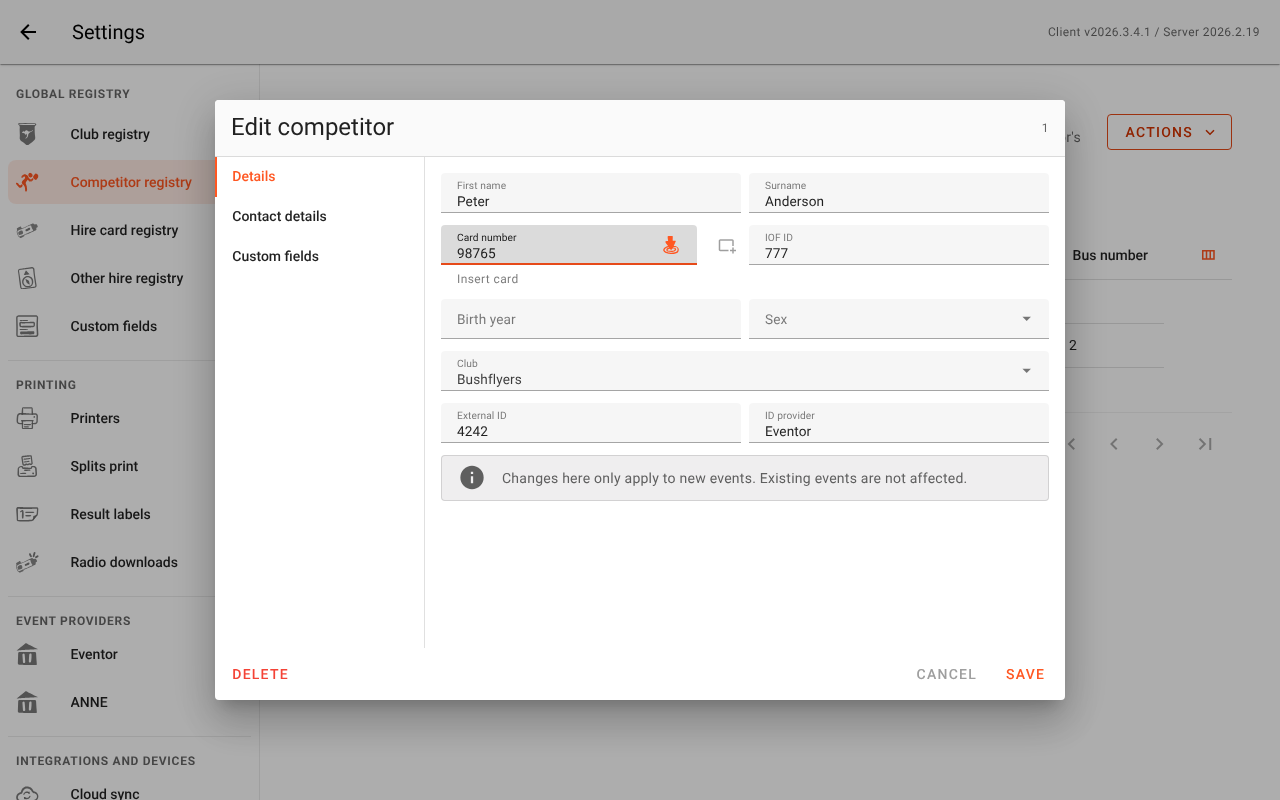 Settings
Client v2026.3.4.1 / Server 2026.2.19
GLOBAL REGISTRY
Club registry
Competitor registry
Hire card registry
Other hire registry
Custom fields
PRINTING
Printers
Splits print
Result labels
Radio downloads
EVENT PROVIDERS
Eventor
ANNE
INTEGRATIONS AND DEVICES
Cloud sync
r's
ACTIONS
Bus number
2
Edit competitor
1
Details
Contact details
Custom fields
First name
Peter
Surname
Anderson
Card number
98765
Insert card
IOF ID
777
Birth year
Sex
Club
Bushflyers
External ID
4242
ID provider
Eventor
Changes here only apply to new events. Existing events are not affected.
DELETE
CANCEL
SAVE